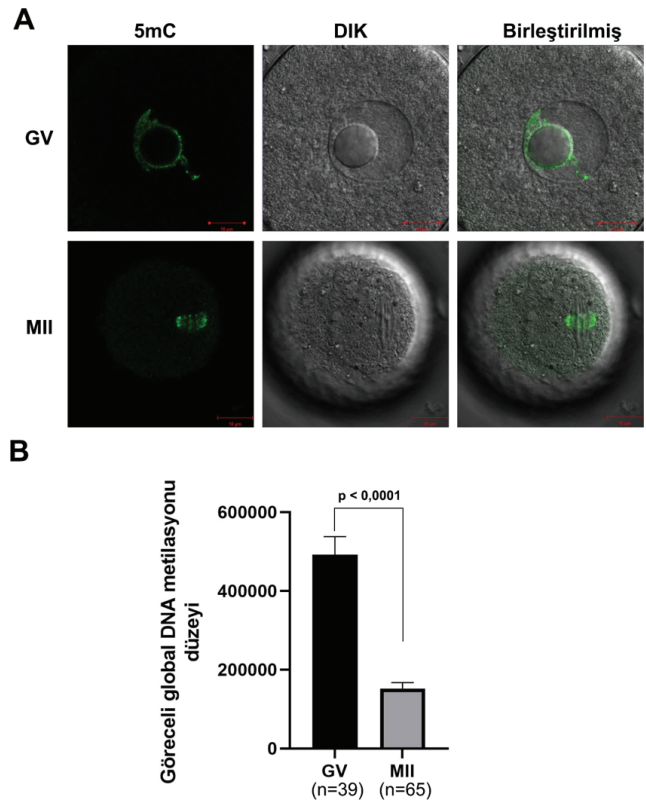 A
5mC
DIK
Birleştirilmiş
GV
MII
B
Göreceli global DNA metilasyonu
düzeyi
p < 0,0001
600000
400000
200000
0
GV
(n=39)
MII
(n=65)